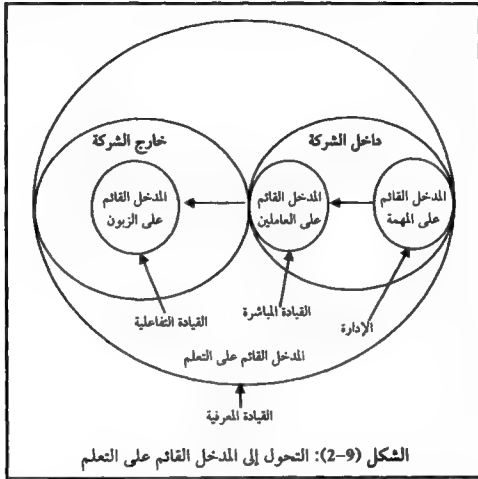 داخل الشركة
خارج الشركة
المدخل القائم
على المهمة
المدخل القائم
على العاملين
المدخل القائم
على الزبون
القيادة المباشرة
القيادة التفاعلية
الإدارة
المدخل القائم على التعلم
القيادة المعرفية
الشكل (9-2): التحول إلى المدخل القائم على التعلم